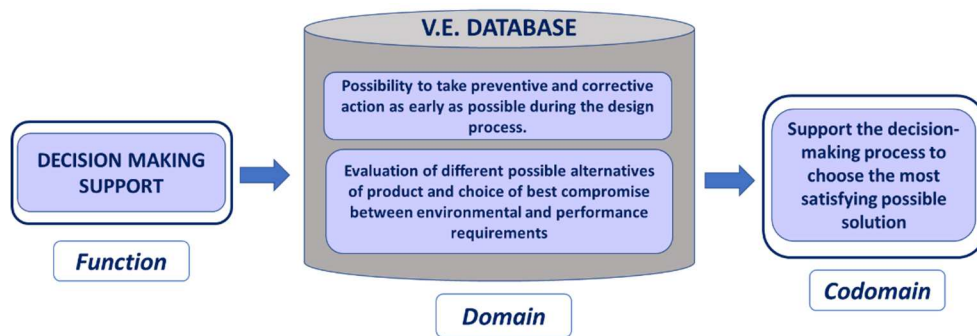 V.E. DATABASE
Possibility to take preventive and corrective
action as early as possible during the design
process.
DECISION MAKING
SUPPORT
Evaluation of different possible alternatives
of product and choice of best compromise
between environmental and performance
requirements
Support the decision-
making process to
choose the most
satisfying possible
solution
Function
Domain
Codomain